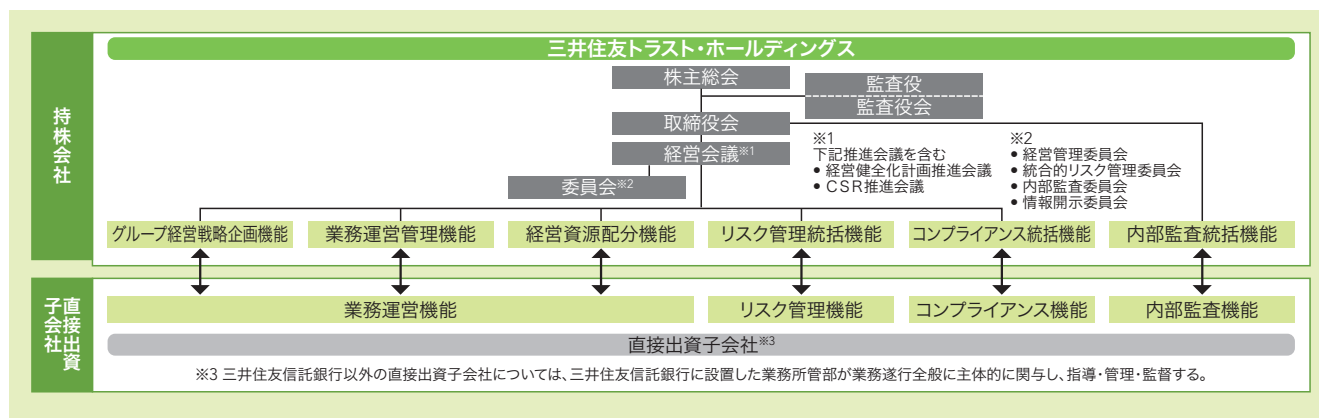 持株会社
三井住友トラスト・ホールディングス
株主総会
監査役
監査役会
取締役会
経営会議※1
委員会※2
※1
下記推進会議を含む
● 経営健全化計画推進会議
● CSR推進会議
※2
● 経営管理委員会
● 統合的リスク管理委員会
● 内部監査委員会
● 情報開示委員会
グループ経営戦略企画機能
業務運営管理機能
経営資源配分機能
リスク管理統括機能
コンプライアンス統括機能
内部監査統括機能
直接出資
子会社
業務運営機能
リスク管理機能
コンプライアンス機能
内部監査機能
直接出資子会社※3
※3 三井住友信託銀行以外の直接出資子会社については、三井住友信託銀行に設置した業務所管部が業務遂行全般に主体的に関与し、指導・管理・監督する。